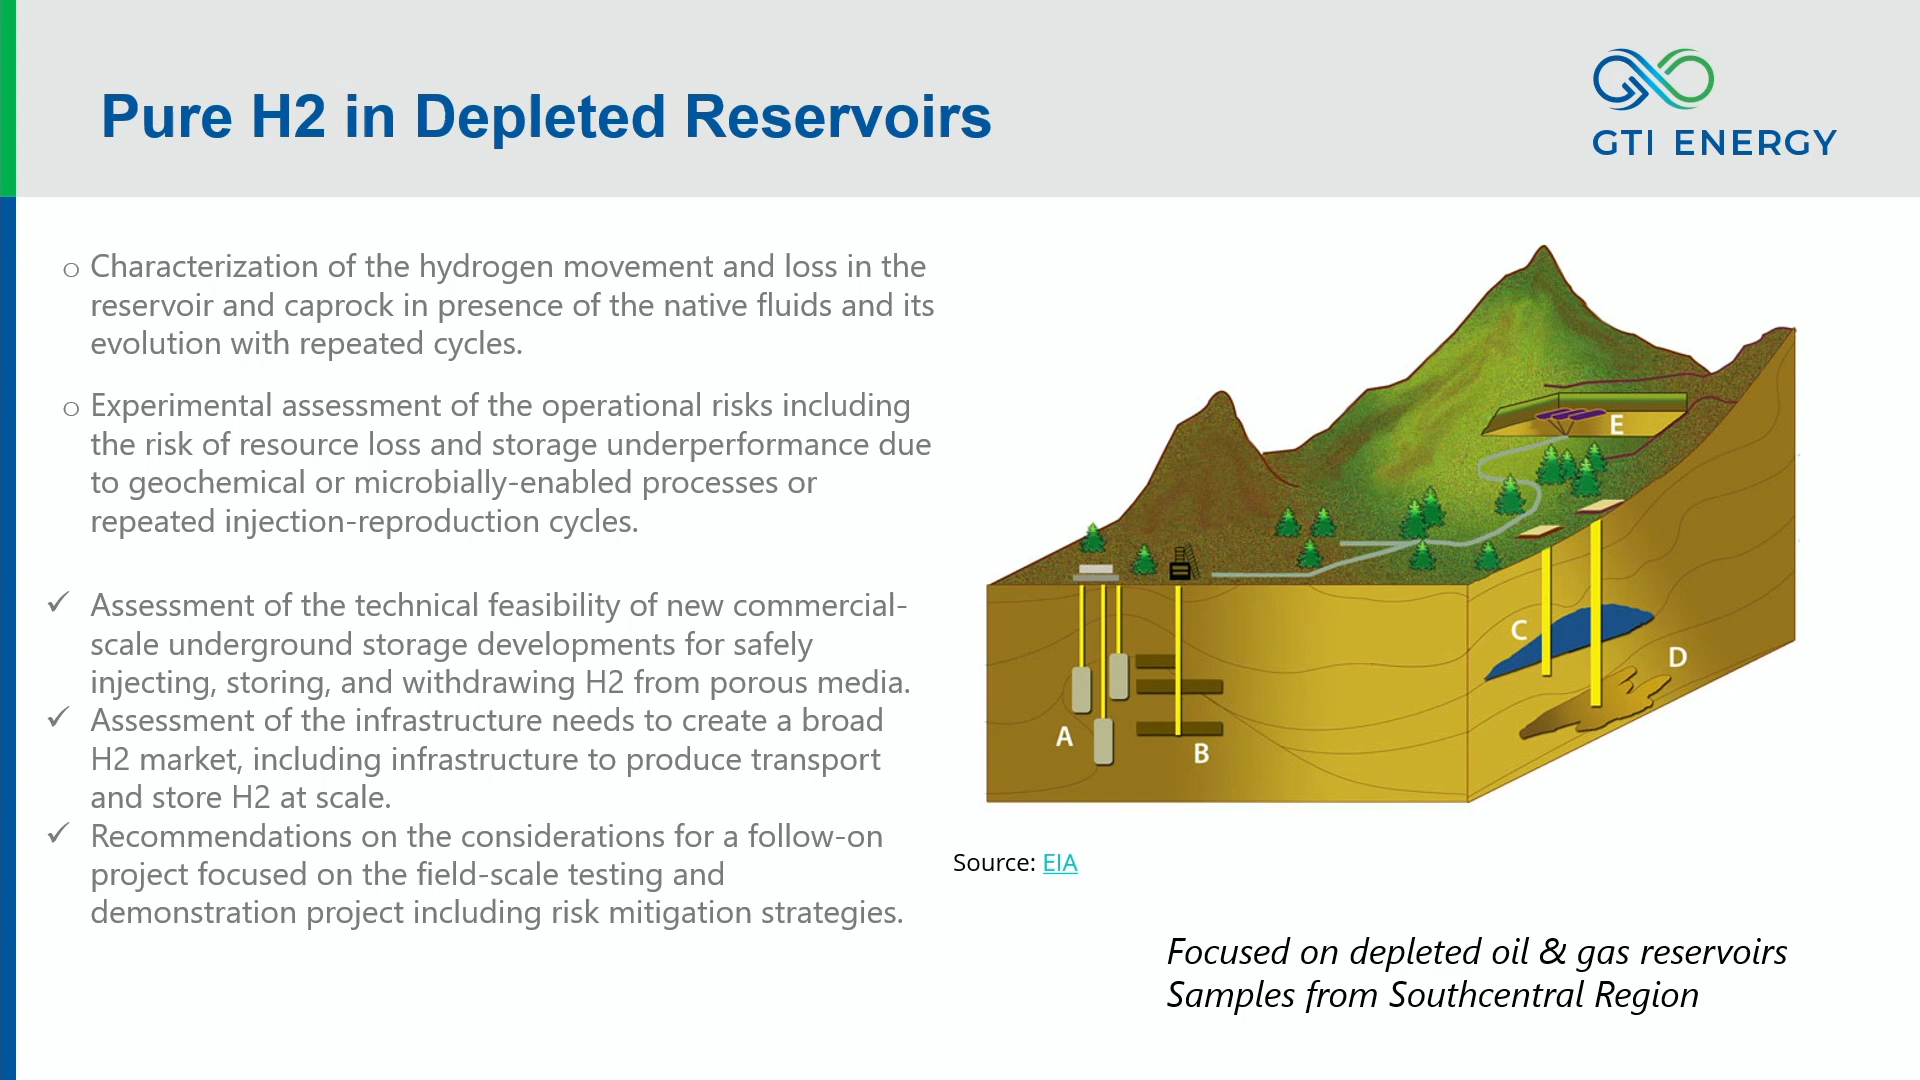 Pure H2 in Depleted Reservoirs
GTI ENERGY
o Characterization of the hydrogen movement and loss in the
reservoir and caprock in presence of the native fluids and its
evolution with repeated cycles.
o Experimental assessment of the operational risks including
the risk of resource loss and storage underperformance due
to geochemical or microbially-enabled processes or
repeated injection-reproduction cycles.
✓ Assessment of the technical feasibility of new commercial-
scale underground storage developments for safely
injecting, storing, and withdrawing H2 from porous media.
✓ Assessment of the infrastructure needs to create a broad
H2 market, including infrastructure to produce transport
and store H2 at scale.
✓ Recommendations on the considerations for a follow-on
project focused on the field-scale testing and
demonstration project including risk mitigation strategies.
E
C
D
A
B
Source: EIA
Focused on depleted oil & gas reservoirs
Samples from Southcentral Region